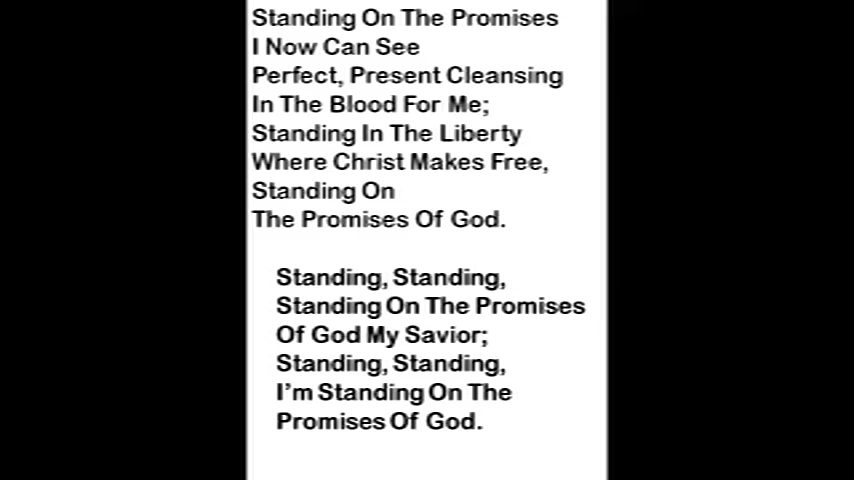 Standing On The Promises
I Now Can See
Perfect, Present Cleansing
In The Blood For Me;
Standing In The Liberty
Where Christ Makes Free,
Standing On
The Promises Of God.
Standing, Standing,
Standing On The Promises
Of God My Savior;
Standing, Standing,
I'm Standing On The
Promises Of God.